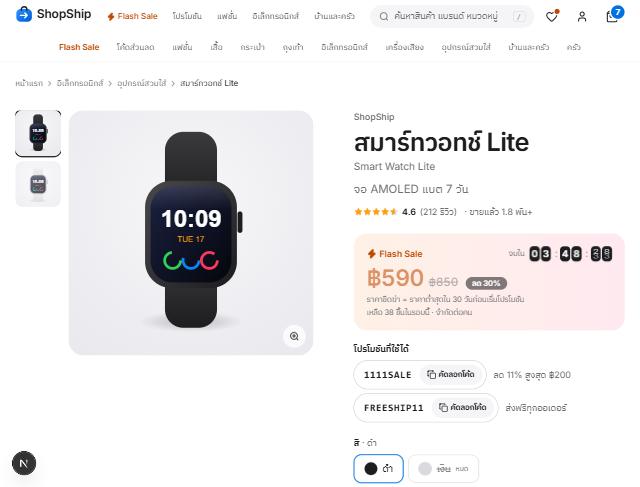 ShopShip
Flash Sale โปรโมชัน แฟชั่น อิเล็กทรอนิกส์ บ้านและครัว
ค้นหาสินค้า แบรนด์ หมวดหมู่ /
7
Flash Sale โค้ดส่วนลด แฟชั่น เสื้อ กระเป๋า ถุงเท้า อิเล็กทรอนิกส์ เครื่องเสียง อุปกรณ์สวมใส่ บ้านและครัว ครัว
หน้าแรก > อิเล็กทรอนิกส์ > อุปกรณ์สวมใส่ > สมาร์ทวอทช์ Lite
10:09
TUE 17
ShopShip
สมาร์ทวอทช์ Lite
Smart Watch Lite
จอ AMOLED แบต 7 วัน
4.6 (212 รีวิว) · ขายแล้ว 1.8 พัน+
Flash Sale
จบใน 03 : 48 :
฿590 ฿850 ลด 30%
ราคาขีดฆ่า = ราคาต่ำสุดใน 30 วันก่อนเริ่มโปรโมชัน
เหลือ 38 ชิ้นในรอบนี้ · จำกัดต่อคน
โปรโมชันที่ใช้ได้
1111SALE คัดลอกโค้ด ลด 11% สูงสุด ฿200
FREESHIP11 คัดลอกโค้ด ส่งฟรีทุกออเดอร์
สี · ดำ
ดำ
เงิน หมด
N